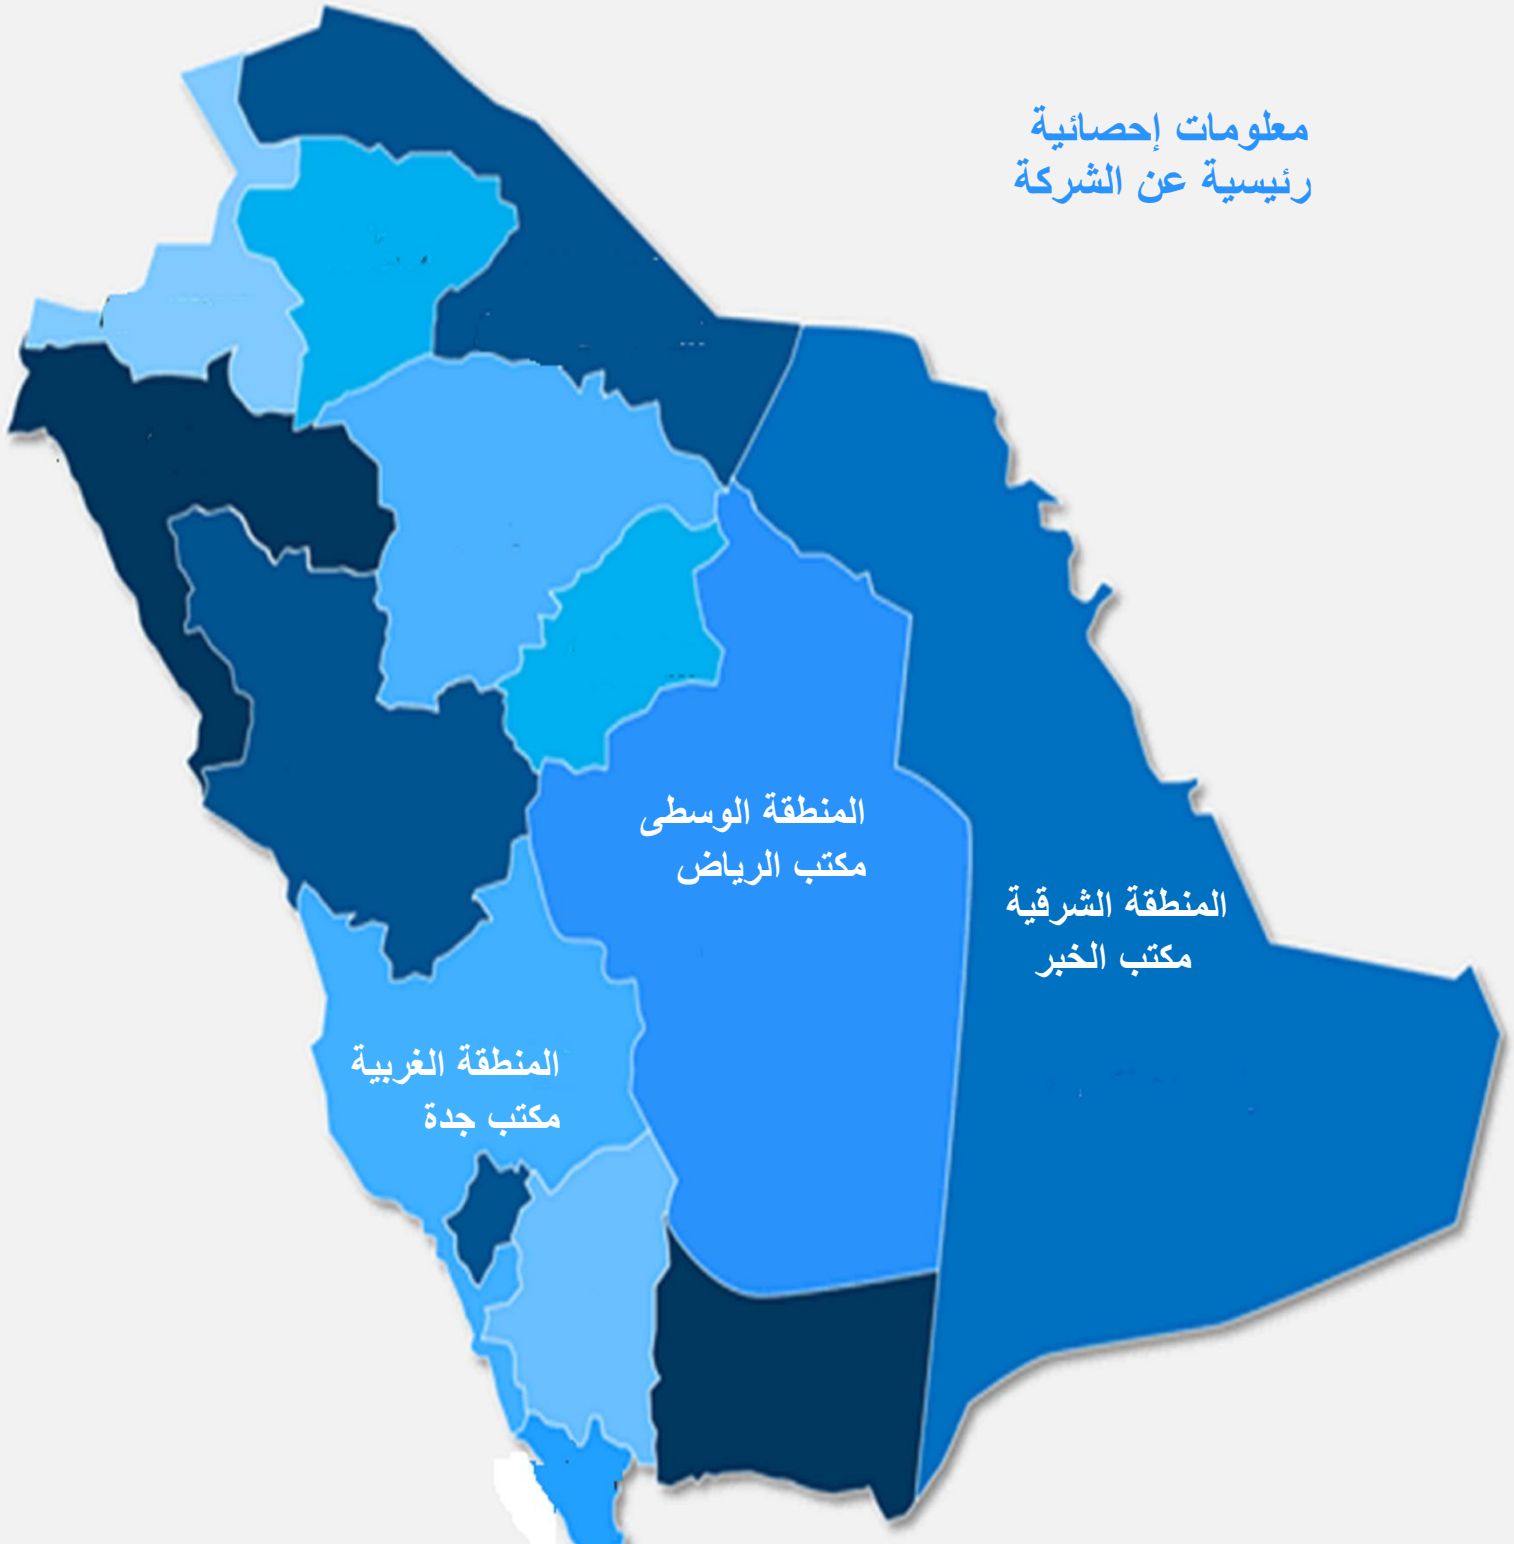 معلومات إحصائية
رئيسية عن الشركة
المنطقة الوسطى
مكتب الرياض
المنطقة الشرقية
مكتب الخبر
المنطقة الغربية
مكتب جدة